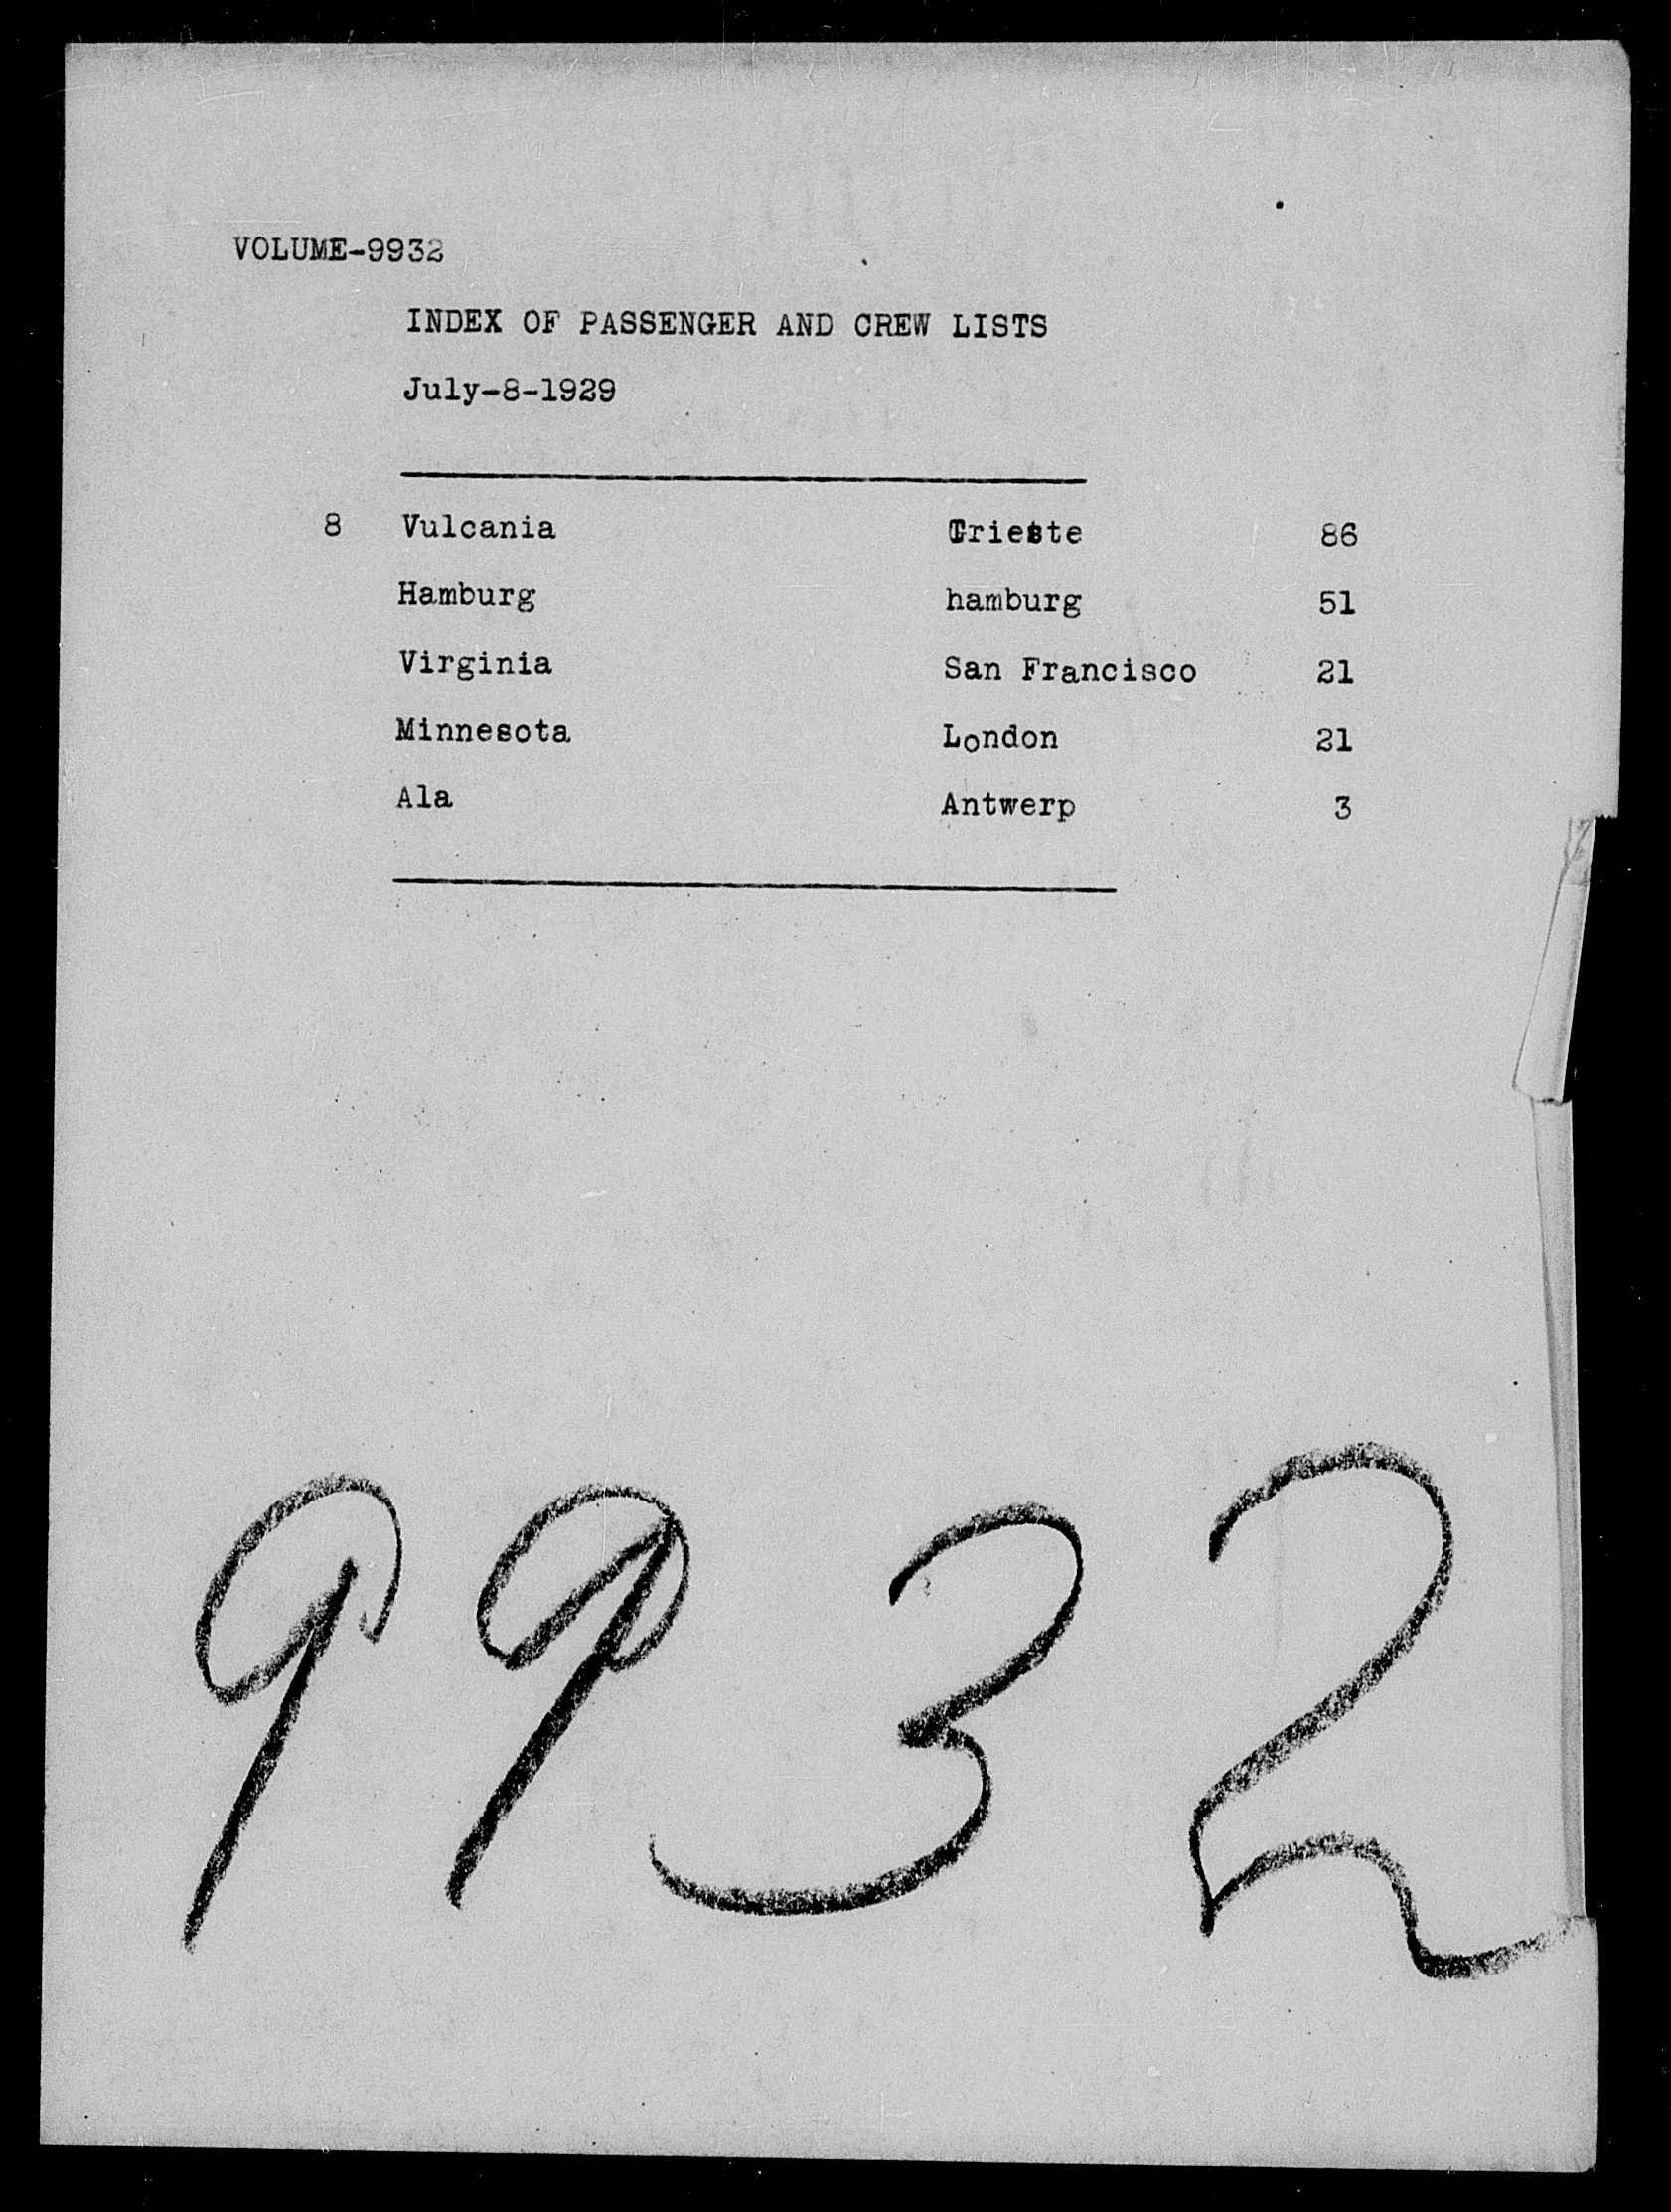 VOLUME-9932
INDEX OF PASSENGER AND CREW LISTS
July-8-1929
8 Vulcania Trieste 86
Hamburg hamburg 51
Virginia San Francisco 21
Minnesota London 21
Ala Antwerp 3
9932